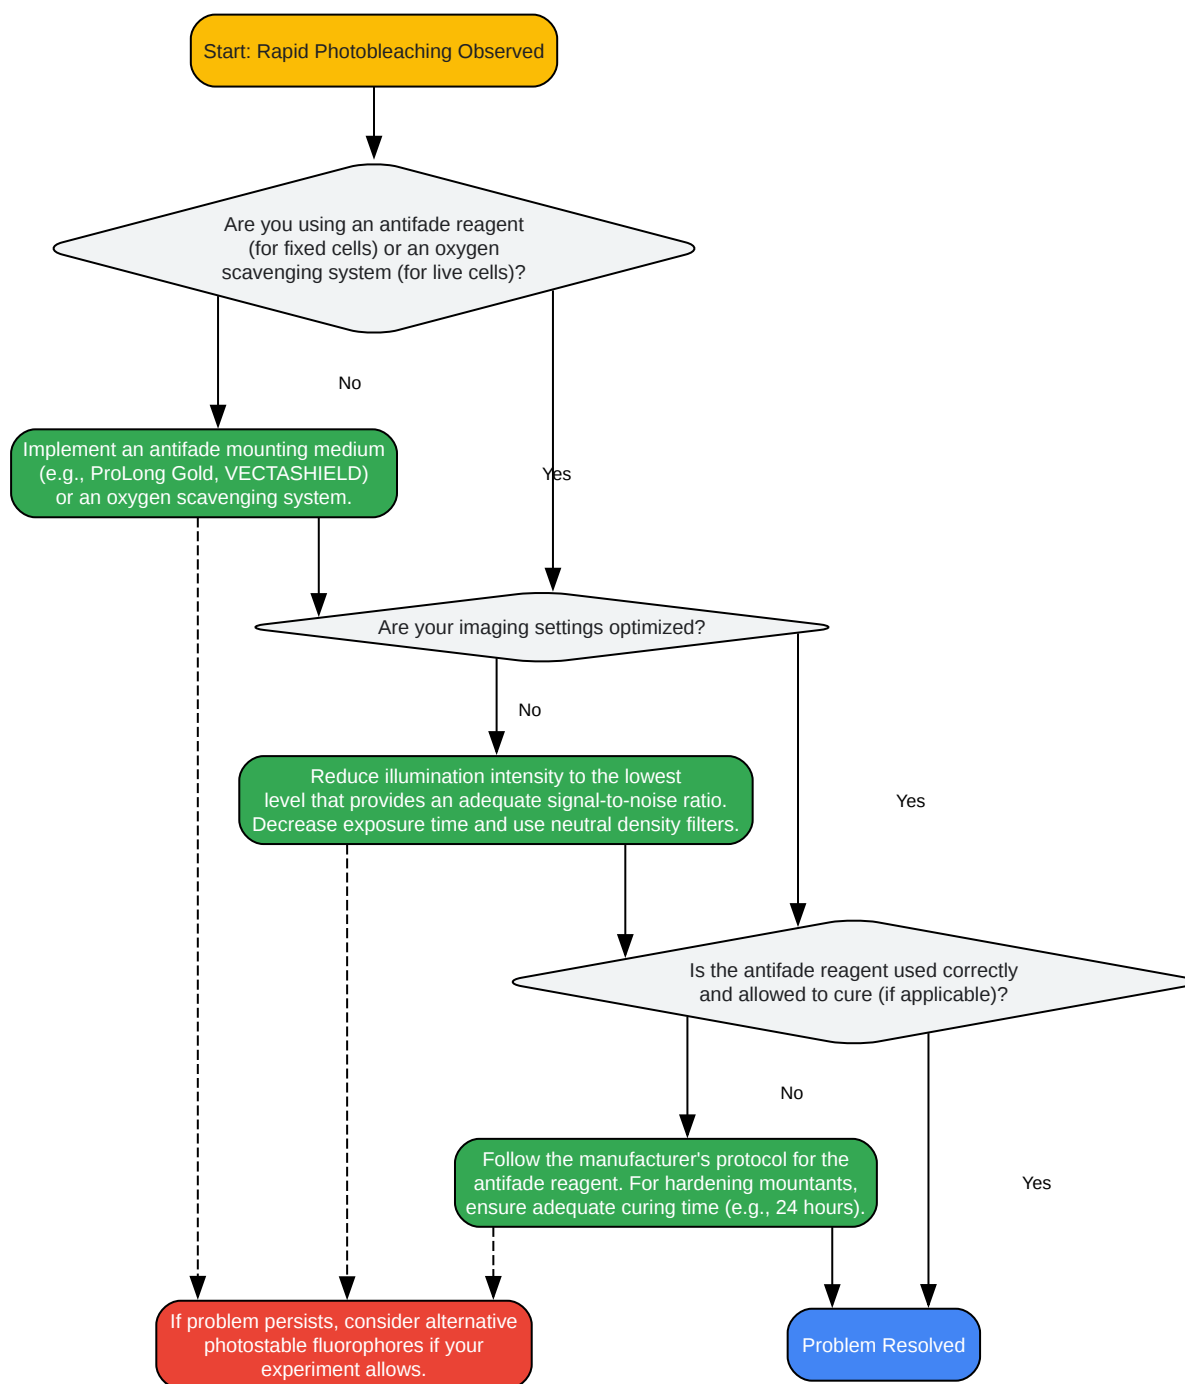 Start: Rapid Photobleaching Observed
Are you using an antifade reagent
(for fixed cells) or an oxygen
scavenging system (for live cells)?
No
Implement an antifade mounting medium
(e.g., ProLong Gold, VECTASHIELD)
or an oxygen scavenging system.
Yes
Are your imaging settings optimized?
No
Reduce illumination intensity to the lowest
level that provides an adequate signal-to-noise ratio.
Decrease exposure time and use neutral density filters.
Yes
Is the antifade reagent used correctly
and allowed to cure (if applicable)?
No
Follow the manufacturer's protocol for the
antifade reagent. For hardening mountants,
ensure adequate curing time (e.g., 24 hours).
Yes
If problem persists, consider alternative
photostable fluorophores if your
experiment allows.
Problem Resolved